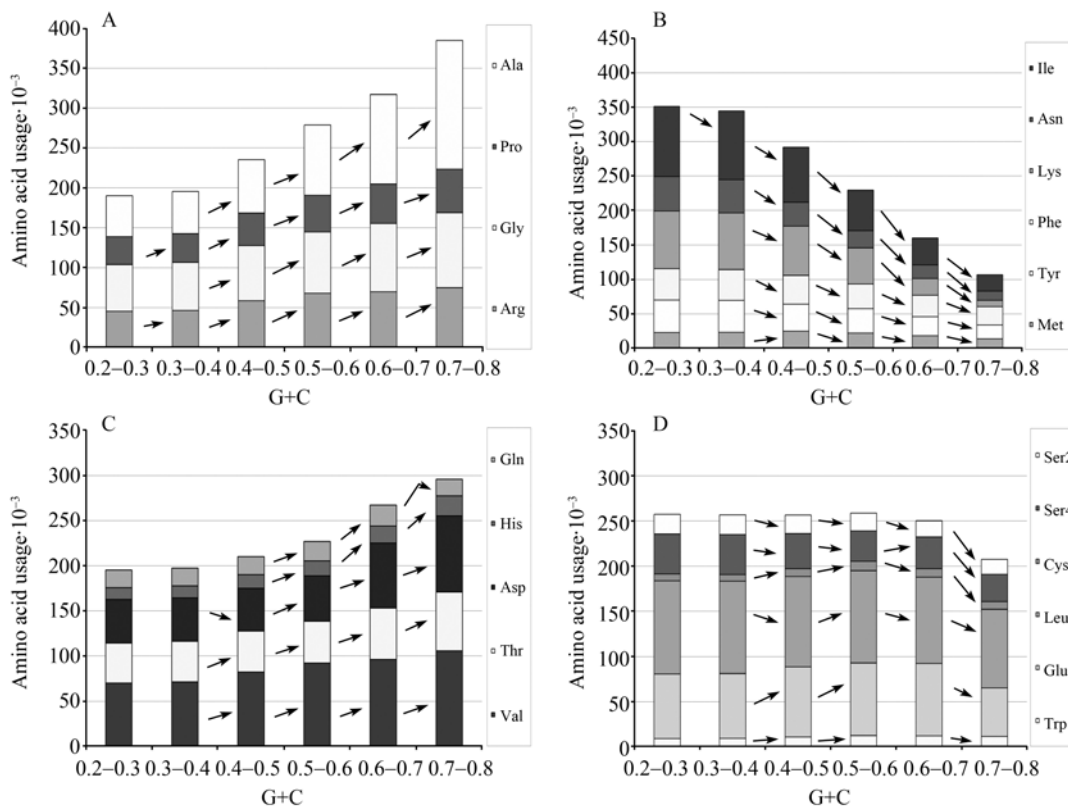 A
Amino acid usage·10⁻³
400
350
300
250
200
150
100
50
0
0.2–0.3 0.3–0.4 0.4–0.5 0.5–0.6 0.6–0.7 0.7–0.8
G+C
Ala
Pro
Gly
Arg
B
Amino acid usage·10⁻³
450
400
350
300
250
200
150
100
50
0
0.2–0.3 0.3–0.4 0.4–0.5 0.5–0.6 0.6–0.7 0.7–0.8
G+C
Ile
Asn
Lys
Phe
Tyr
Met
C
Amino acid usage·10⁻³
350
300
250
200
150
100
50
0
0.2–0.3 0.3–0.4 0.4–0.5 0.5–0.6 0.6–0.7 0.7–0.8
G+C
Gln
His
Asp
Thr
Val
D
Amino acid usage·10⁻³
350
300
250
200
150
100
50
0
0.2–0.3 0.3–0.4 0.4–0.5 0.5–0.6 0.6–0.7 0.7–0.8
G+C
Ser2
Ser4
Cys
Leu
Glu
Trp